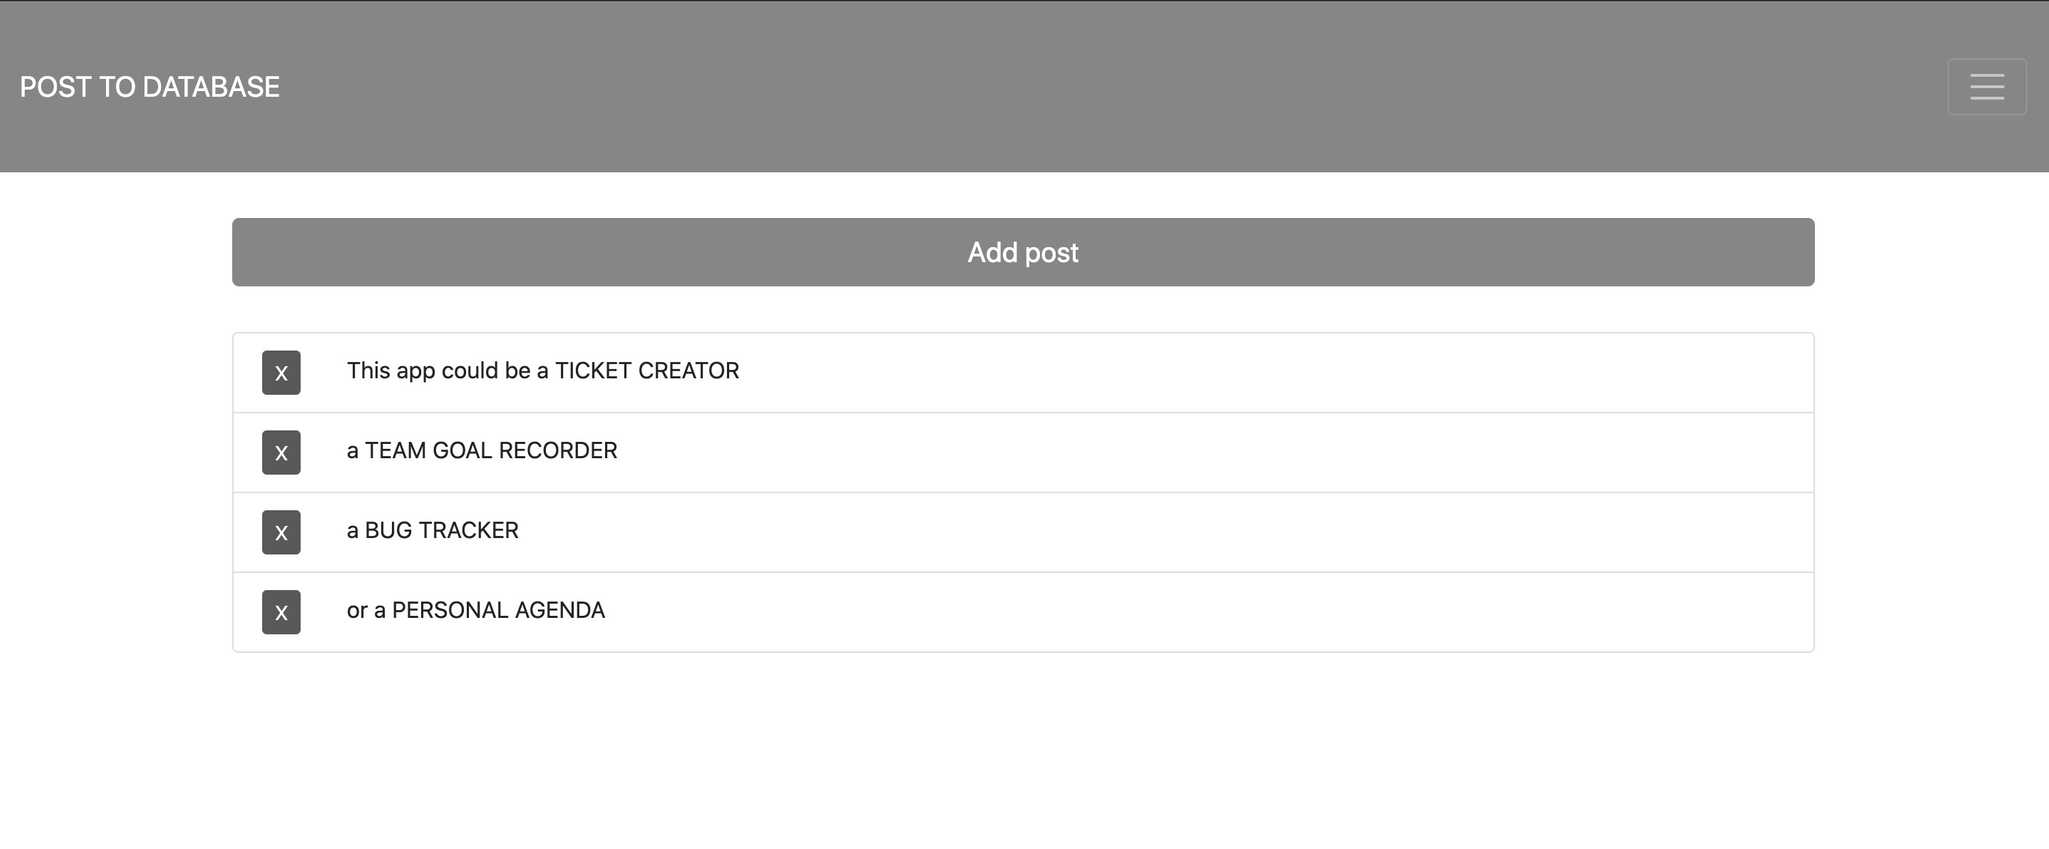 POST TO DATABASE
Add post
X This app could be a TICKET CREATOR
X a TEAM GOAL RECORDER
X a BUG TRACKER
X or a PERSONAL AGENDA